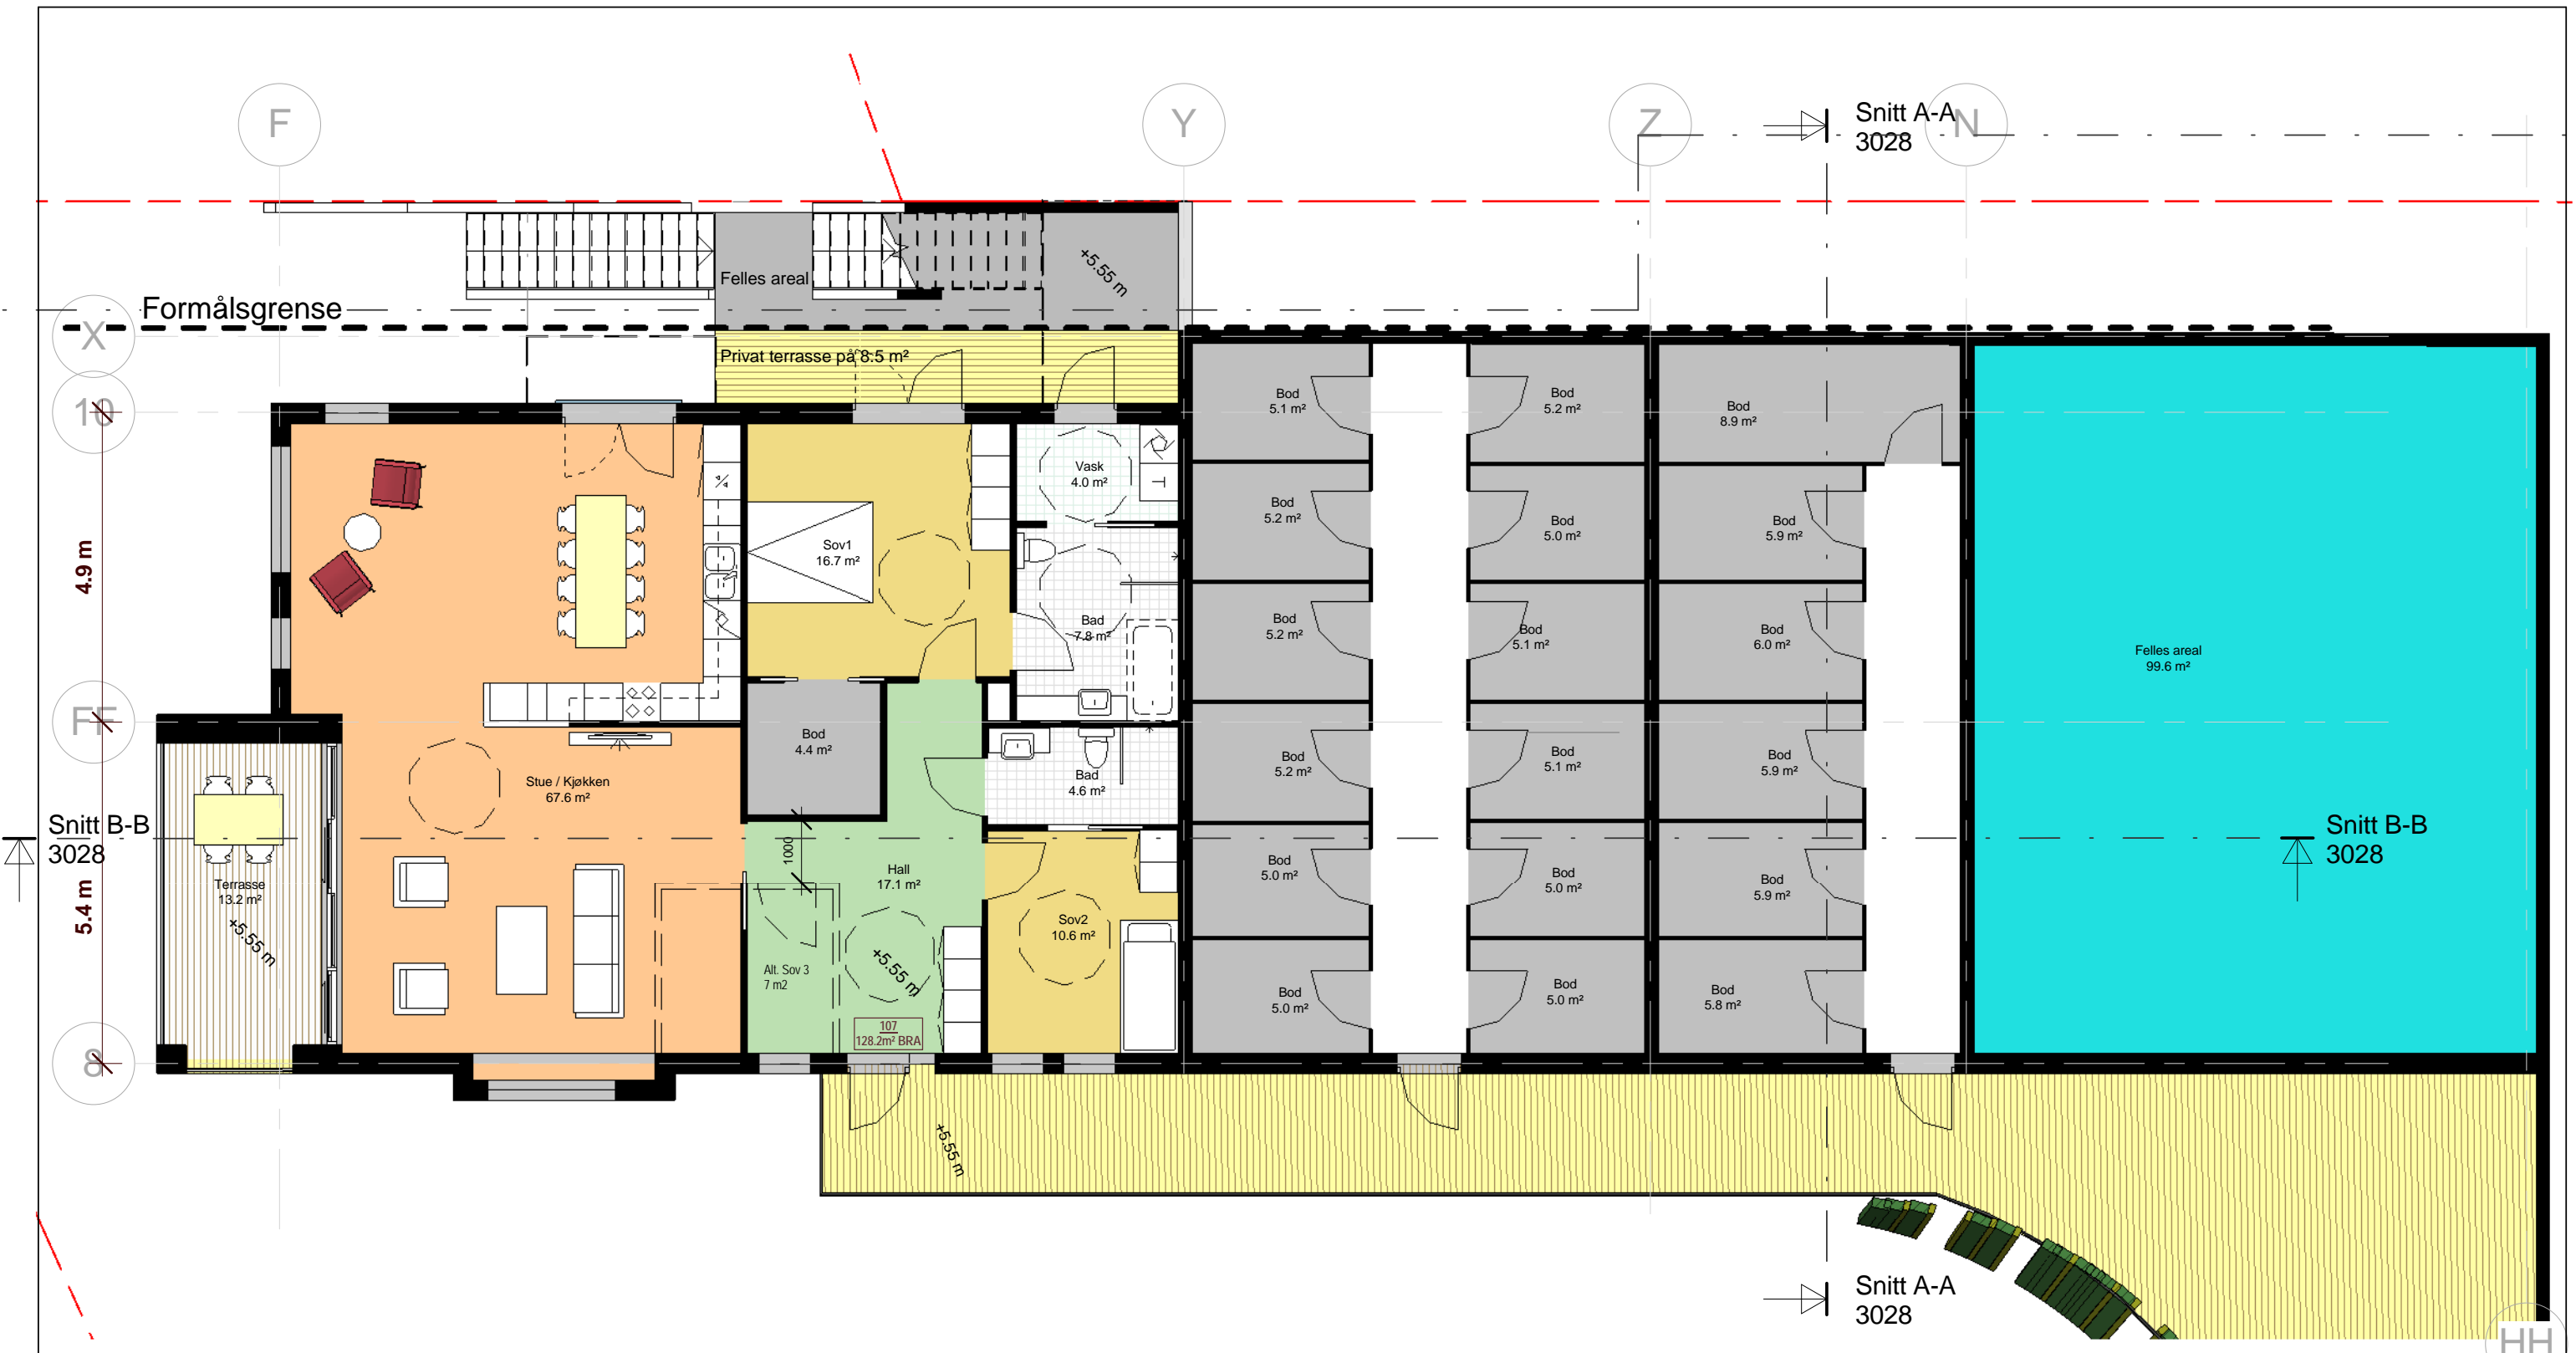 F
Y
Z
Snitt A-A
3028
N
Felles areal
+5.55 m
Formålsgrense
X
Privat terrasse på 8.5 m²
10
Bod
5.1 m²
Bod
5.2 m²
Bod
8.9 m²
Vask
4.0 m²
Bod
5.2 m²
Bod
5.0 m²
Bod
5.9 m²
Sov1
16.7 m²
4.9 m
Bad
7.8 m²
Bod
5.2 m²
Bod
5.1 m²
Bod
6.0 m²
Felles areal
99.6 m²
FF
Bod
4.4 m²
Bad
4.6 m²
Bod
5.2 m²
Bod
5.1 m²
Bod
5.9 m²
Stue / Kjøkken
67.6 m²
Snitt B-B
3028
Snitt B-B
3028
1000
Hall
17.1 m²
Bod
5.0 m²
Bod
5.0 m²
Bod
5.9 m²
5.4 m
Terrasse
13.2 m²
+5.55 m
Sov2
10.6 m²
Alt. Sov 3
7 m2
+5.55 m
Bod
5.0 m²
Bod
5.0 m²
Bod
5.8 m²
107
128.2m² BRA
8
+5.55 m
Snitt A-A
3028
HH